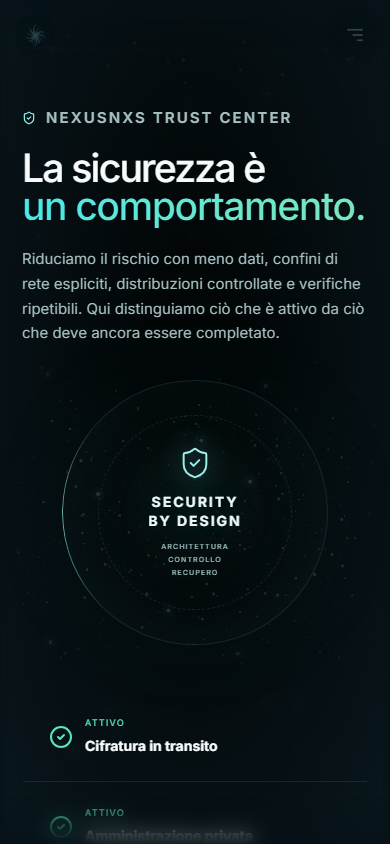 NEXUSNXS TRUST CENTER
La sicurezza è
un comportamento.
Riduciamo il rischio con meno dati, confini di
rete espliciti, distribuzioni controllate e verifiche
ripetibili. Qui distinguiamo ciò che è attivo da ciò
che deve ancora essere completato.
SECURITY
BY DESIGN
ARCHITETTURA
CONTROLLO
RECUPERO
ATTIVO
Cifratura in transito
ATTIVO
Amministrazione privata